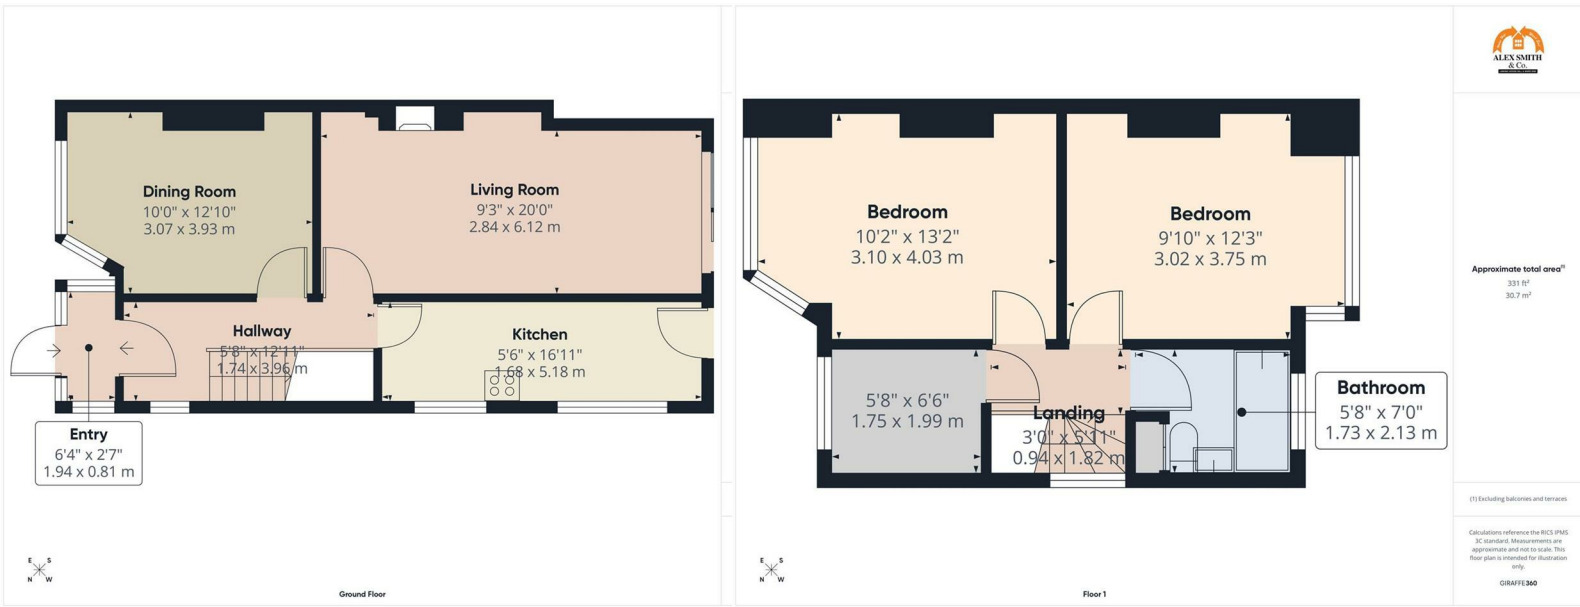 Dining Room
10'0" x 12'10"
3.07 x 3.93 m
Living Room
9'3" x 20'0"
2.84 x 6.12 m
Hallway
5'8" x 12'11"
1.74 x 3.96 m
Kitchen
5'6" x 16'11"
1.68 x 5.18 m
Entry
6'4" x 2'7"
1.94 x 0.81 m
E S
N W
Ground Floor
Bedroom
10'2" x 13'2"
3.10 x 4.03 m
Bedroom
9'10" x 12'3"
3.02 x 3.75 m
5'8" x 6'6"
1.75 x 1.99 m
Landing
3'0" x 5'11"
0.94 x 1.82 m
Bathroom
5'8" x 7'0"
1.73 x 2.13 m
E S
N W
Floor 1
ALEX SMITH
& Co.
Approximate total area(1)
331 ft²
30.7 m²
(1) Excluding balconies and terraces
Calculations reference the RICS IPMS
3C standard. Measurements are
approximate and not to scale. This
floor plan is intended for illustration
only.
GIRAFFE360